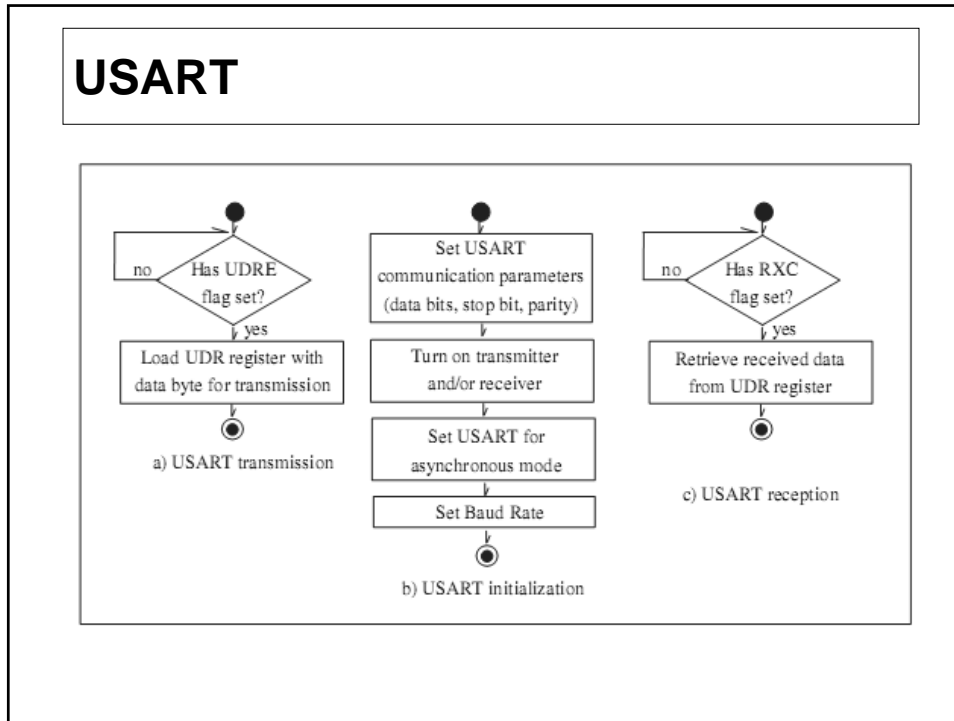 USART
no
Has UDRE
flag set?
yes
Load UDR register with
data byte for transmission
a) USART transmission
Set USART
communication parameters
(data bits, stop bit, parity)
Turn on transmitter
and/or receiver
Set USART for
asynchronous mode
Set Baud Rate
b) USART initialization
no
Has RXC
flag set?
yes
Retrieve received data
from UDR register
c) USART reception